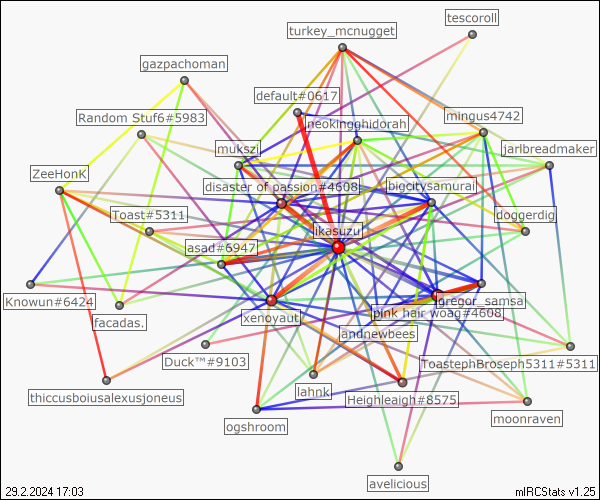 tescoroll
turkey_mcnugget
gazpachoman
default#0617
mingus4742
Random Stuf6#5983
neokingghidorah
mukszi
jarlbreadmaker
ZeeHonK
disaster of passion#4608
bigcitysamurai
Toast#5311
doggerdig
likasuzu
asad#6947
Knowun#6424
gregor_samsa
facadas.
xenoyaut
pink hair woag#4608
andnewbees
Duck™#9103
ToastephBroseph5311#5311
thiccusboiusalexusjoneus
lahnk
Heighleaigh#8575
moonraven
ogshroom
avelicious
29.2.2024 17:03
mIRCStats v1.25